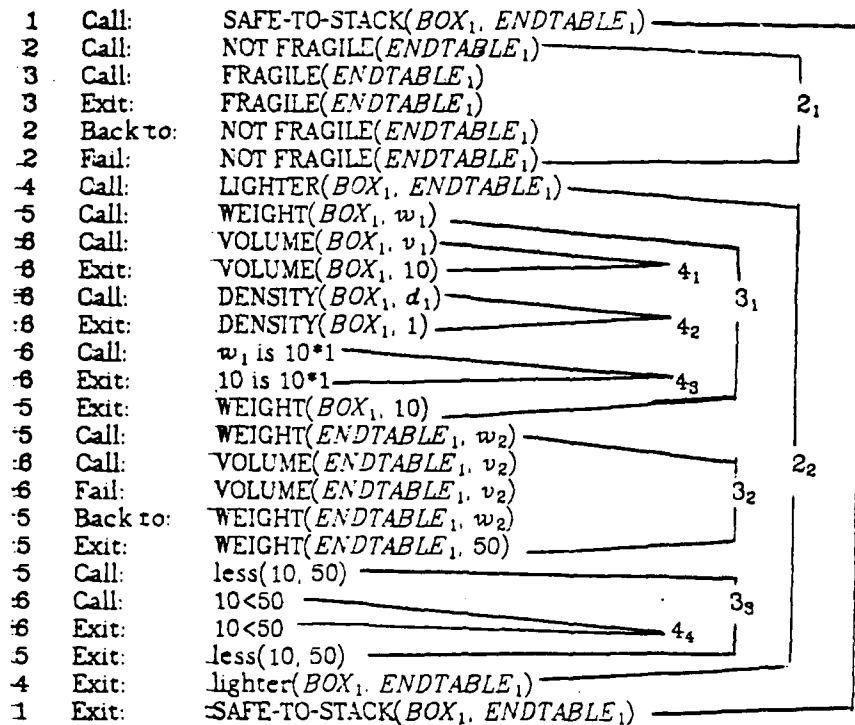 1 Call: SAFE-TO-STACK(BOX₁, ENDTABLE₁)
2 Call: NOT FRAGILE(ENDTABLE₁)
3 Call: FRAGILE(ENDTABLE₁)
3 Exit: FRAGILE(ENDTABLE₁) 2₁
2 Back to: NOT FRAGILE(ENDTABLE₁)
2 Fail: NOT FRAGILE(ENDTABLE₁)
4 Call: LIGHTER(BOX₁, ENDTABLE₁)
5 Call: WEIGHT(BOX₁, w₁)
6 Call: VOLUME(BOX₁, v₁)
6 Exit: VOLUME(BOX₁, 10) 4₁
6 Call: DENSITY(BOX₁, d₁) 3₁
6 Exit: DENSITY(BOX₁, 1) 4₂
6 Call: w₁ is 10*1
6 Exit: 10 is 10*1 4₃
5 Exit: WEIGHT(BOX₁, 10)
5 Call: WEIGHT(ENDTABLE₁, w₂)
6 Call: VOLUME(ENDTABLE₁, v₂) 2₂
6 Fail: VOLUME(ENDTABLE₁, v₂) 3₂
5 Back to: WEIGHT(ENDTABLE₁, w₂)
5 Exit: WEIGHT(ENDTABLE₁, 50)
5 Call: less(10, 50)
6 Call: 10<50 3₃
6 Exit: 10<50 4₄
5 Exit: less(10, 50)
4 Exit: lighter(BOX₁, ENDTABLE₁)
1 Exit: SAFE-TO-STACK(BOX₁, ENDTABLE₁)